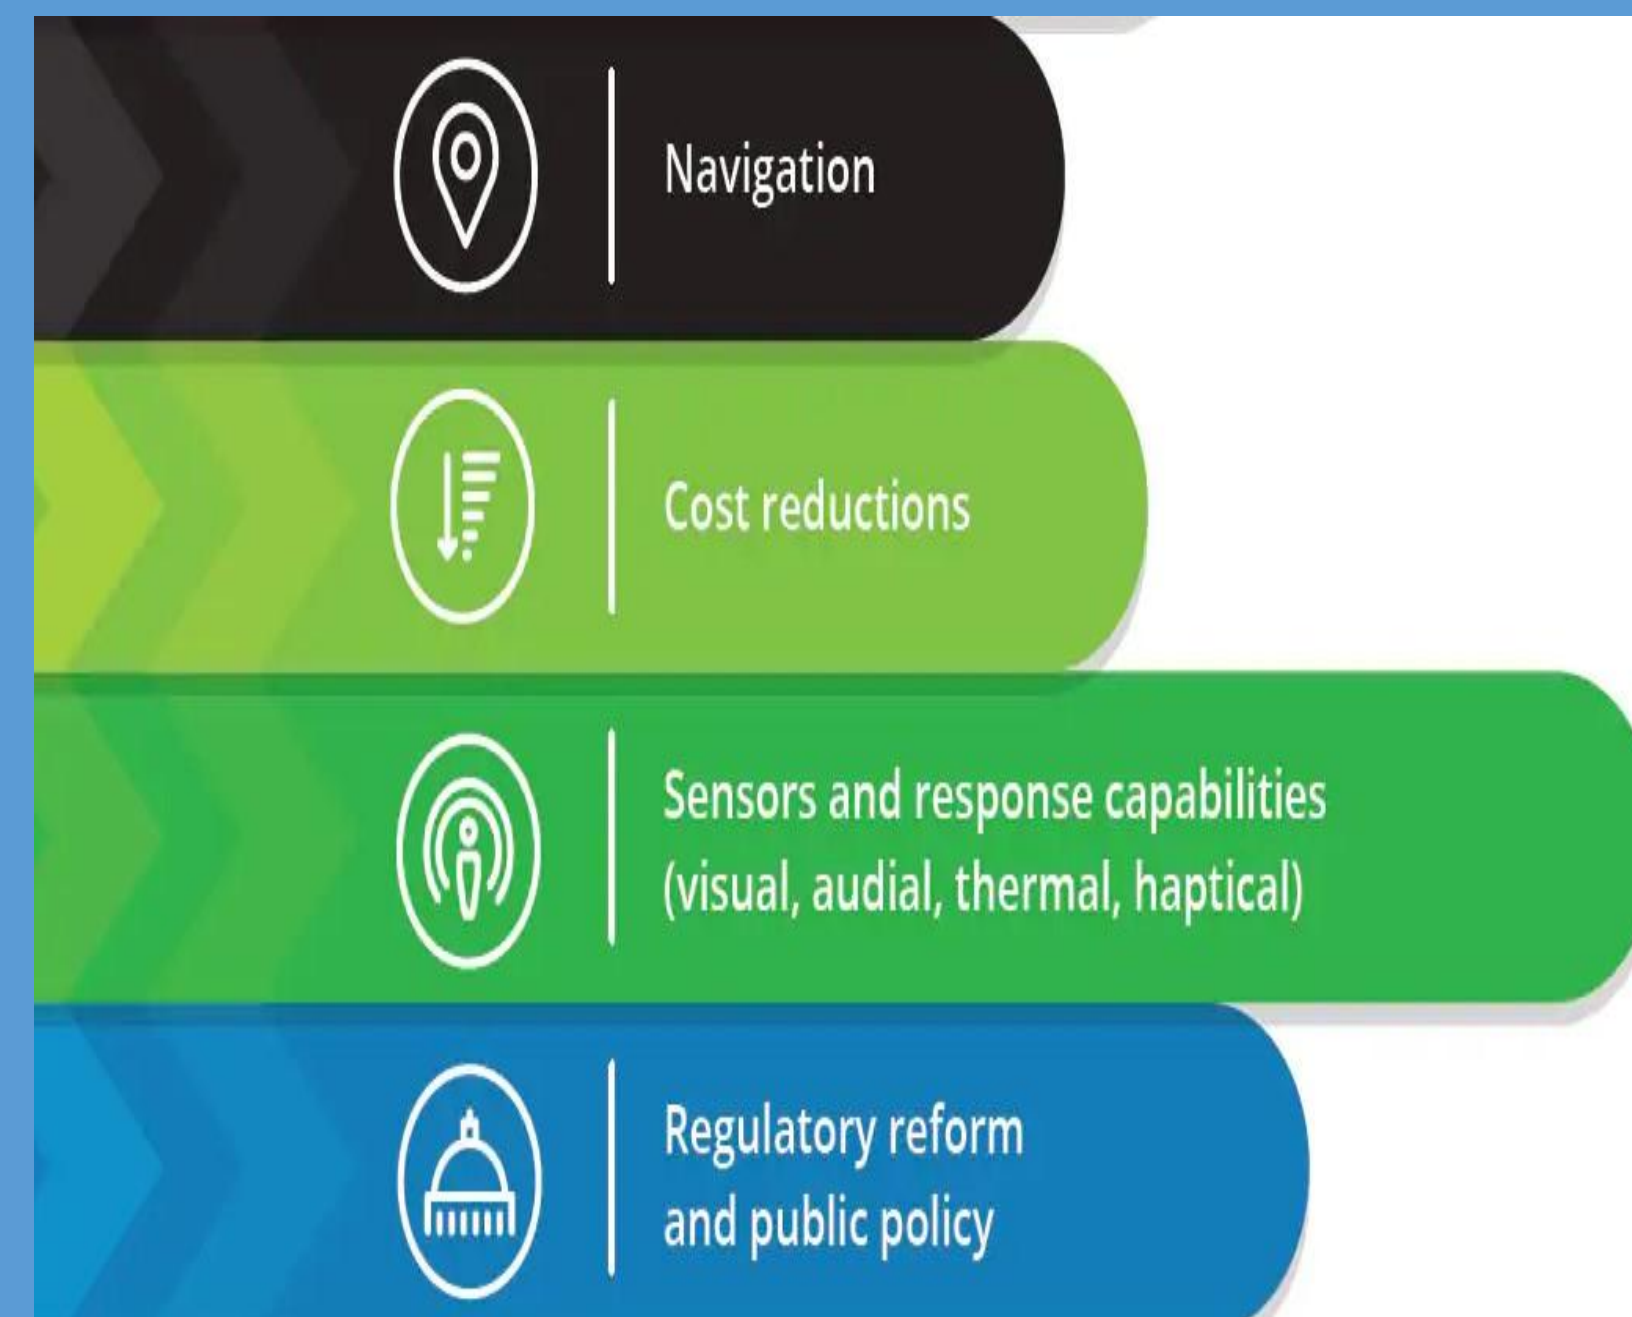 Navigation
Cost reductions
Sensors and response capabilities
(visual, audial, thermal, haptical)
Regulatory reform
and public policy